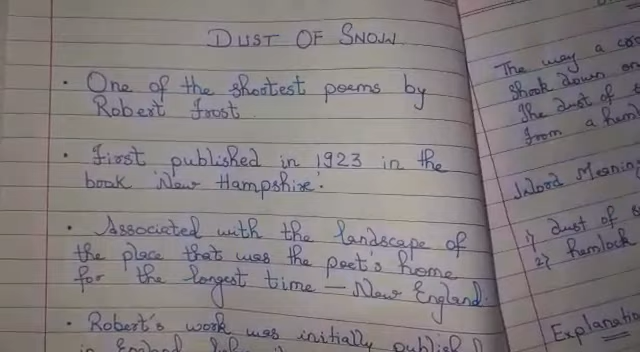 DUST OF SNOW
• One of the shortest poems by
Robert Frost
• First published in 1923 in the
book 'New Hampshire'.
• Associated with the landscape of
the place that was the poet's home
for the longest time – New England.
• Robert's work was initially
in England
The way a
Shook down on
The dust of
From a
Word Meaning
1) dust of
2) hemlock
Explanation